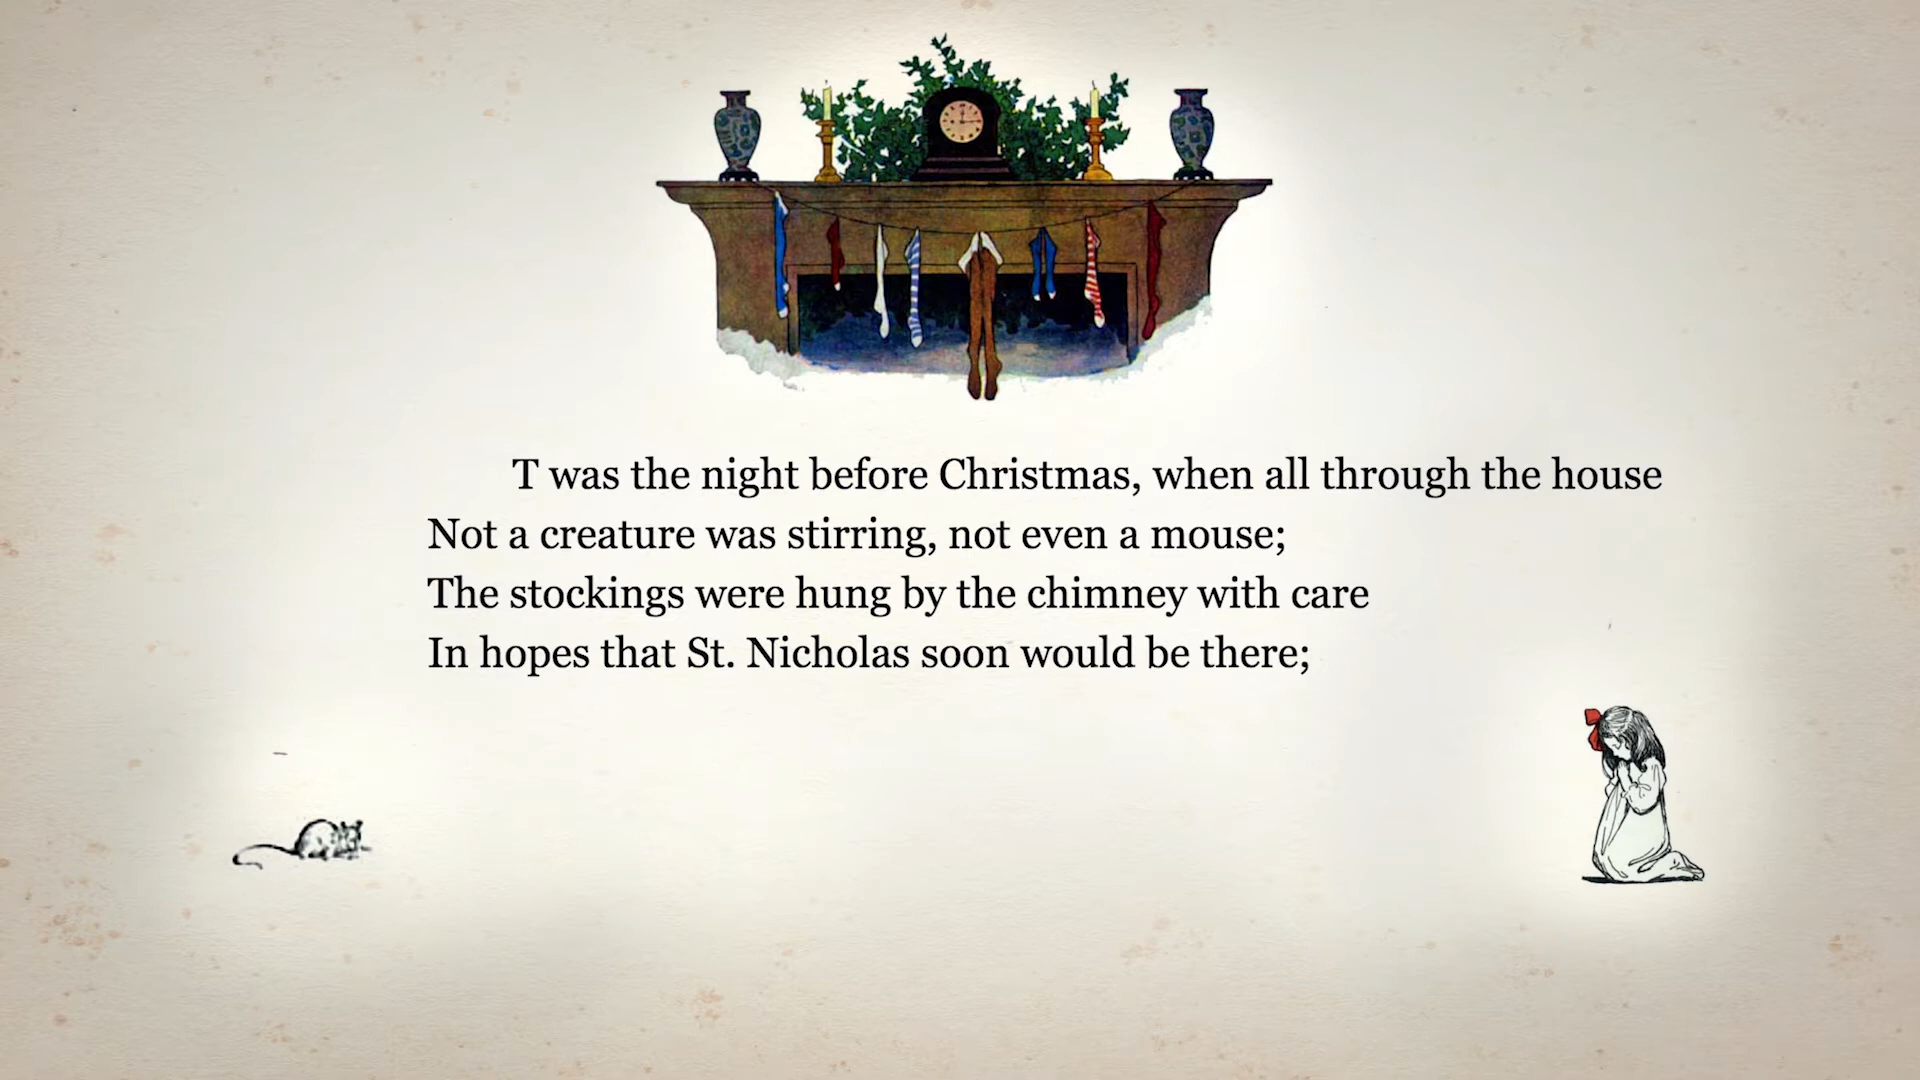 T was the night before Christmas, when all through the house
Not a creature was stirring, not even a mouse;
The stockings were hung by the chimney with care
In hopes that St. Nicholas soon would be there;